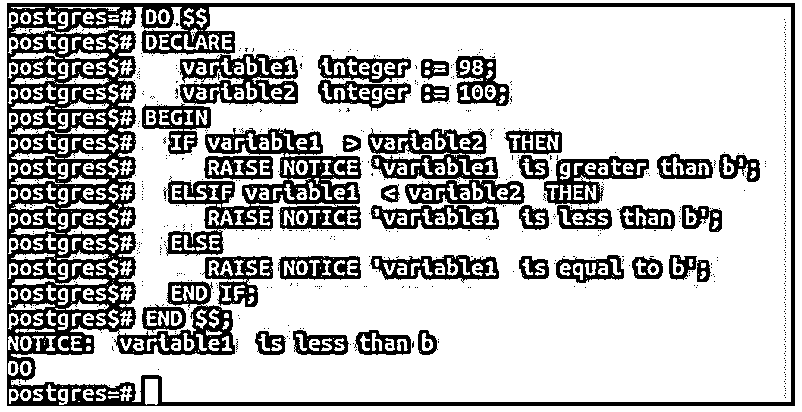 postgres=# DO $$
postgres$# DECLARE
postgres$#    variable1  integer := 98;
postgres$#    variable2  integer := 100;
postgres$# BEGIN
postgres$#   IF variable1  > variable2  THEN
postgres$#      RAISE NOTICE 'variable1  is greater than b';
postgres$#   ELSIF variable1  < variable2  THEN
postgres$#      RAISE NOTICE 'variable1  is less than b';
postgres$#   ELSE
postgres$#      RAISE NOTICE 'variable1  is equal to b';
postgres$#   END IF;
postgres$# END $$;
NOTICE:  variable1  is less than b
DO
postgres=#